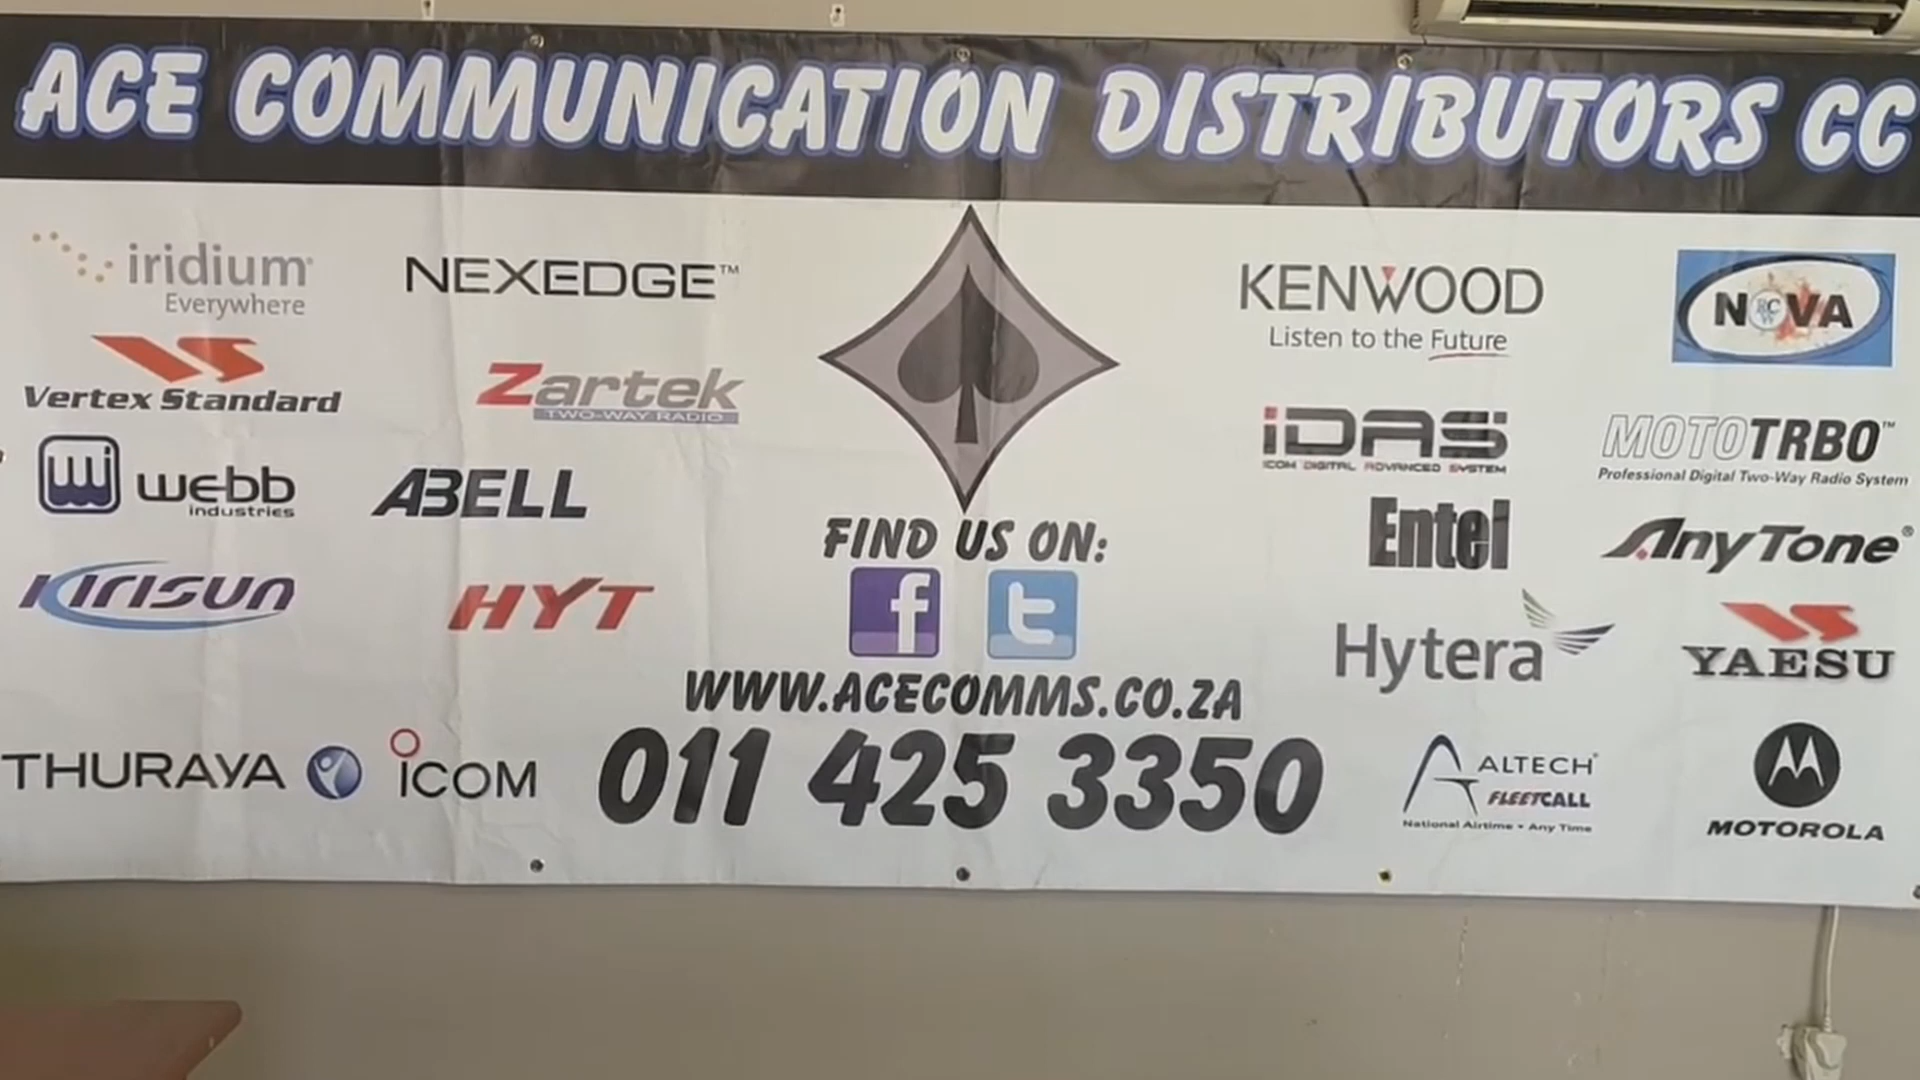 ACE COMMUNICATION DISTRIBUTORS CC
iridium
Everywhere
NEXEDGE™
Vertex Standard
Zartek
TWO-WAY RADIO
webb
industries
ABELL
KIRISUN
HYT
THURAYA
ICOM
FIND US ON:
f
t
WWW.ACECOMMS.CO.ZA
011 425 3350
KENWOOD
Listen to the Future
NOVA
iDAS
ICOM DIGITAL ADVANCED SYSTEM
MOTOTRBO™
Professional Digital Two-Way Radio System
Entel
AnyTone®
Hytera
YAESU
ALTECH
FLEETCALL
National Airtime • Any Time
MOTOROLA